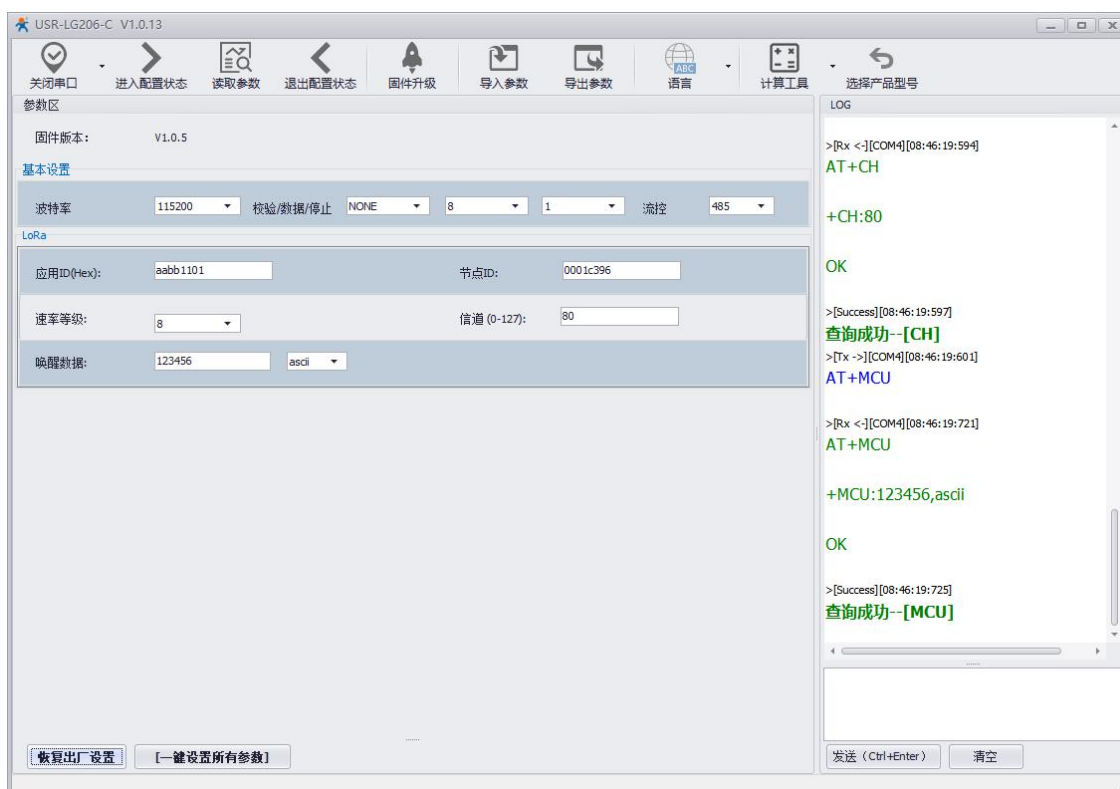 USR-LG206-C V1.0.13
关闭串口 进入配置状态 读取参数 退出配置状态 固件升级 导入参数 导出参数 ABC 语言 计算工具 选择产品型号
参数区
固件版本： V1.0.5
基本设置
波特率 115200 校验/数据/停止 NONE 8 1 流控 485
LoRa
应用ID(Hex): aabb1101 节点ID: 0001c396
速率等级: 8 信道 (0-127): 80
唤醒数据: 123456 ascii
恢复出厂设置 [一键设置所有参数]
LOG
>[Rx <-][COM4][08:46:19:594]
AT+CH
+CH:80
OK
>[Success][08:46:19:597]
查询成功--[CH]
>[Tx ->][COM4][08:46:19:601]
AT+MCU
>[Rx <-][COM4][08:46:19:721]
AT+MCU
+MCU:123456,ascii
OK
>[Success][08:46:19:725]
查询成功--[MCU]
发送（Ctrl+Enter） 清空